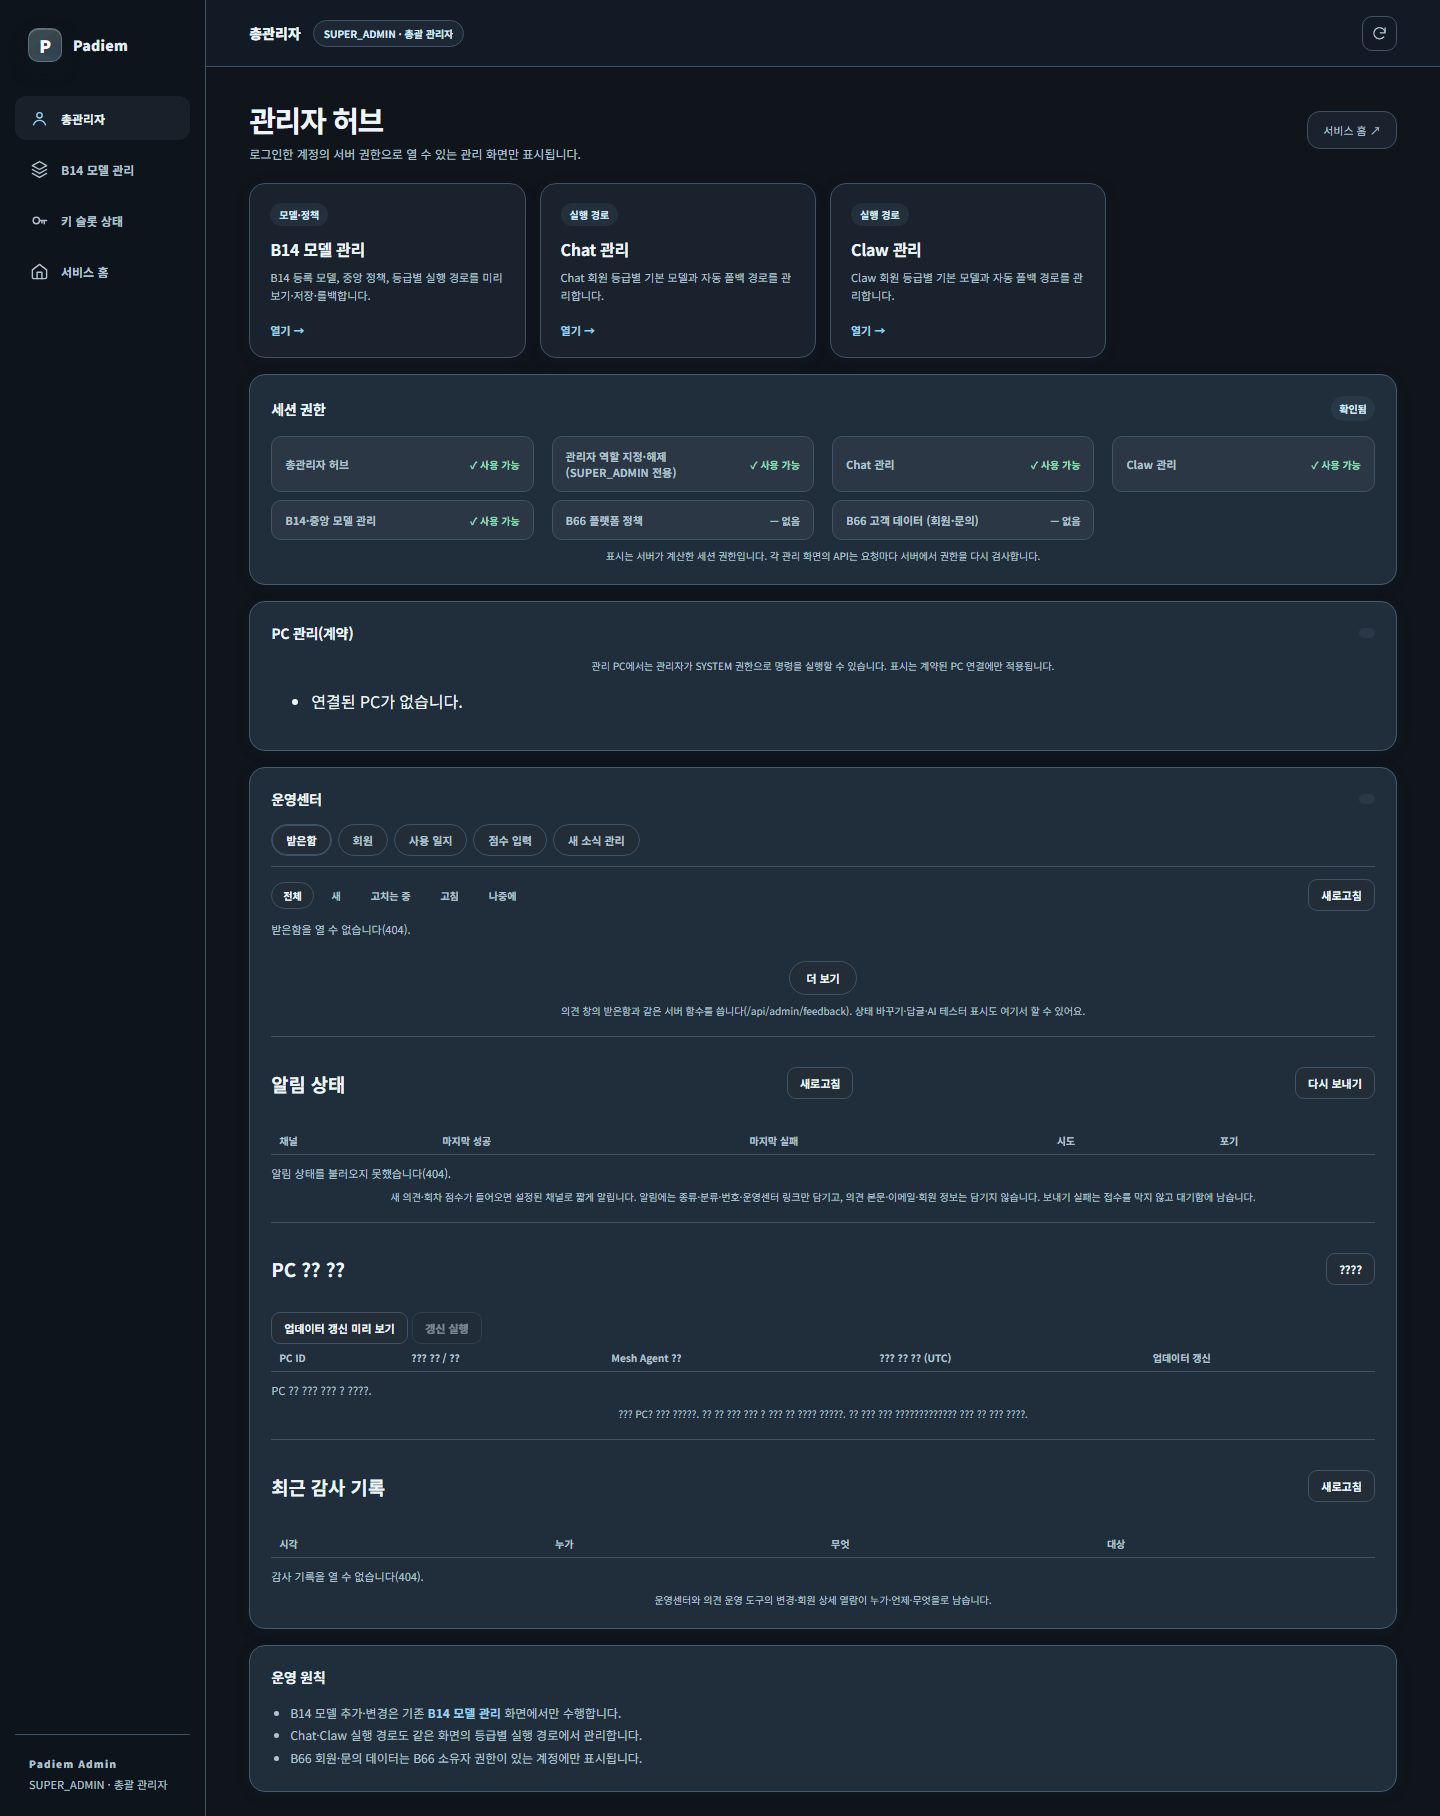 P Padiem
총관리자
B14 모델 관리
키 슬롯 상태
서비스 홈
Padiem Admin
SUPER_ADMIN · 총괄 관리자
총관리자 SUPER_ADMIN · 총괄 관리자
관리자 허브
로그인한 계정의 서버 권한으로 열 수 있는 관리 화면만 표시됩니다.
서비스 홈 ↗
모델·정책
B14 모델 관리
B14 등록 모델, 중앙 정책, 등급별 실행 경로를 미리
보기·저장·롤백합니다.
열기 →
실행 경로
Chat 관리
Chat 회원 등급별 기본 모델과 자동 폴백 경로를 관
리합니다.
열기 →
실행 경로
Claw 관리
Claw 회원 등급별 기본 모델과 자동 폴백 경로를 관
리합니다.
열기 →
세션 권한 확인됨
총관리자 허브 ✓ 사용 가능
관리자 역할 지정·해제
(SUPER_ADMIN 전용) ✓ 사용 가능
Chat 관리 ✓ 사용 가능
Claw 관리 ✓ 사용 가능
B14·중앙 모델 관리 ✓ 사용 가능
B66 플랫폼 정책 — 없음
B66 고객 데이터 (회원·문의) — 없음
표시는 서버가 계산한 세션 권한입니다. 각 관리 화면의 API는 요청마다 서버에서 권한을 다시 검사합니다.
PC 관리(계약)
관리 PC에서는 관리자가 SYSTEM 권한으로 명령을 실행할 수 있습니다. 표시는 계약된 PC 연결에만 적용됩니다.
• 연결된 PC가 없습니다.
운영센터
받은함 회원 사용 일지 점수 입력 새 소식 관리
전체 새 고치는 중 고침 나중에 새로고침
받은함을 열 수 없습니다(404).
더 보기
의견 창의 받은함과 같은 서버 함수를 씁니다(/api/admin/feedback). 상태 바꾸기·답글·AI 테스터 표시도 여기서 할 수 있어요.
알림 상태 새로고침 다시 보내기
채널 마지막 성공 마지막 실패 시도 포기
알림 상태를 불러오지 못했습니다(404).
새 의견·회차 점수가 들어오면 설정된 채널로 짧게 알립니다. 알림에는 종류·분류·번호·운영센터 링크만 담기고, 의견 본문·이메일·회원 정보는 담기지 않습니다. 보내기 실패는 접수를 막지 않고 대기함에 남습니다.
PC ?? ?? ????
업데이터 갱신 미리 보기 갱신 실행
PC ID ??? ?? / ?? Mesh Agent ?? ??? ?? ?? (UTC) 업데이터 갱신
PC ?? ??? ??? ? ????.
??? PC? ??? ?????. ?? ?? ??? ??? ? ??? ?? ???? ?????. ?? ??? ??? ????????????? ??? ?? ??? ????.
최근 감사 기록 새로고침
시각 누가 무엇 대상
감사 기록을 열 수 없습니다(404).
운영센터와 의견 운영 도구의 변경·회원 상세 열람이 누가·언제·무엇을로 남습니다.
운영 원칙
• B14 모델 추가·변경은 기존 B14 모델 관리 화면에서만 수행합니다.
• Chat·Claw 실행 경로도 같은 화면의 등급별 실행 경로에서 관리합니다.
• B66 회원·문의 데이터는 B66 소유자 권한이 있는 계정에만 표시됩니다.